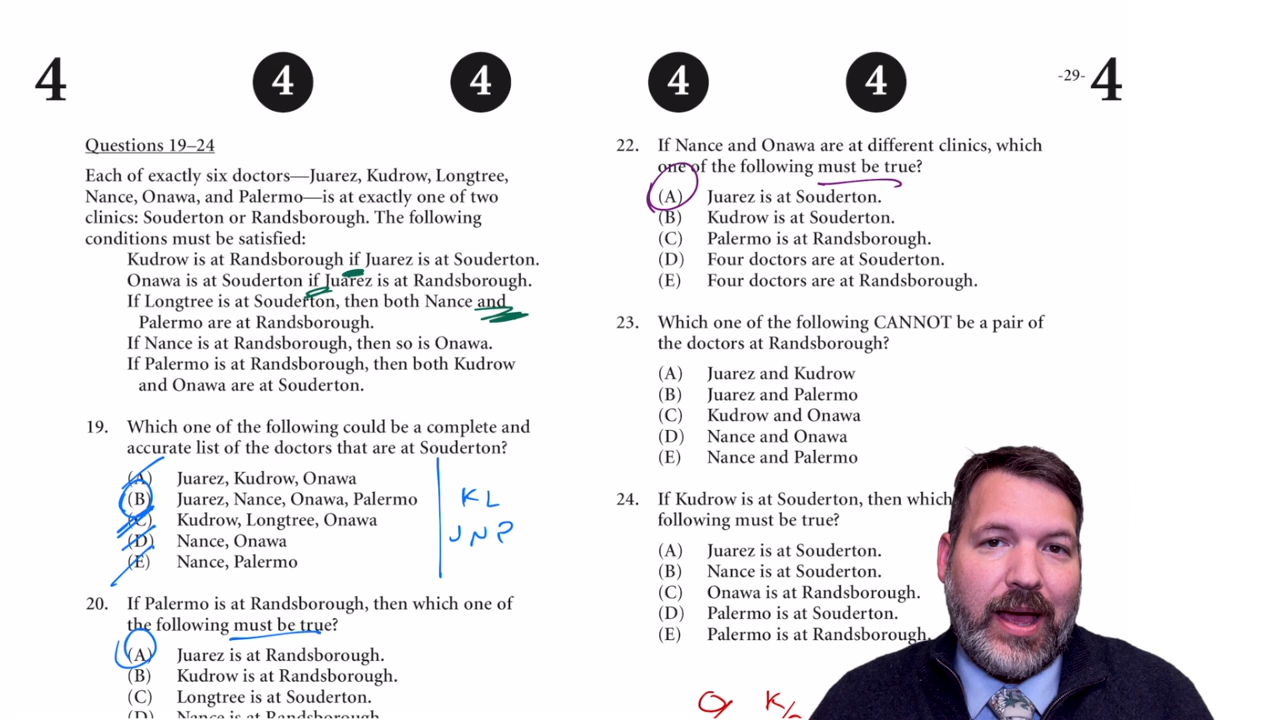 4 4 4 4 4 -29- 4
Questions 19–24
Each of exactly six doctors—Juarez, Kudrow, Longtree,
Nance, Onawa, and Palermo—is at exactly one of two
clinics: Souderton or Randsborough. The following
conditions must be satisfied:
Kudrow is at Randsborough if Juarez is at Souderton.
Onawa is at Souderton if Juarez is at Randsborough.
If Longtree is at Souderton, then both Nance and
Palermo are at Randsborough.
If Nance is at Randsborough, then so is Onawa.
If Palermo is at Randsborough, then both Kudrow
and Onawa are at Souderton.
19. Which one of the following could be a complete and
accurate list of the doctors that are at Souderton?
(A) Juarez, Kudrow, Onawa
(B) Juarez, Nance, Onawa, Palermo
(C) Kudrow, Longtree, Onawa
(D) Nance, Onawa
(E) Nance, Palermo
K L
J N P
20. If Palermo is at Randsborough, then which one of
the following must be true?
(A) Juarez is at Randsborough.
(B) Kudrow is at Randsborough.
(C) Longtree is at Souderton.
(D) Nance is at Randsborough
22. If Nance and Onawa are at different clinics, which
one of the following must be true?
(A) Juarez is at Souderton.
(B) Kudrow is at Souderton.
(C) Palermo is at Randsborough.
(D) Four doctors are at Souderton.
(E) Four doctors are at Randsborough.
23. Which one of the following CANNOT be a pair of
the doctors at Randsborough?
(A) Juarez and Kudrow
(B) Juarez and Palermo
(C) Kudrow and Onawa
(D) Nance and Onawa
(E) Nance and Palermo
24. If Kudrow is at Souderton, then which
following must be true?
(A) Juarez is at Souderton.
(B) Nance is at Souderton.
(C) Onawa is at Randsborough.
(D) Palermo is at Souderton.
(E) Palermo is at Randsborough.